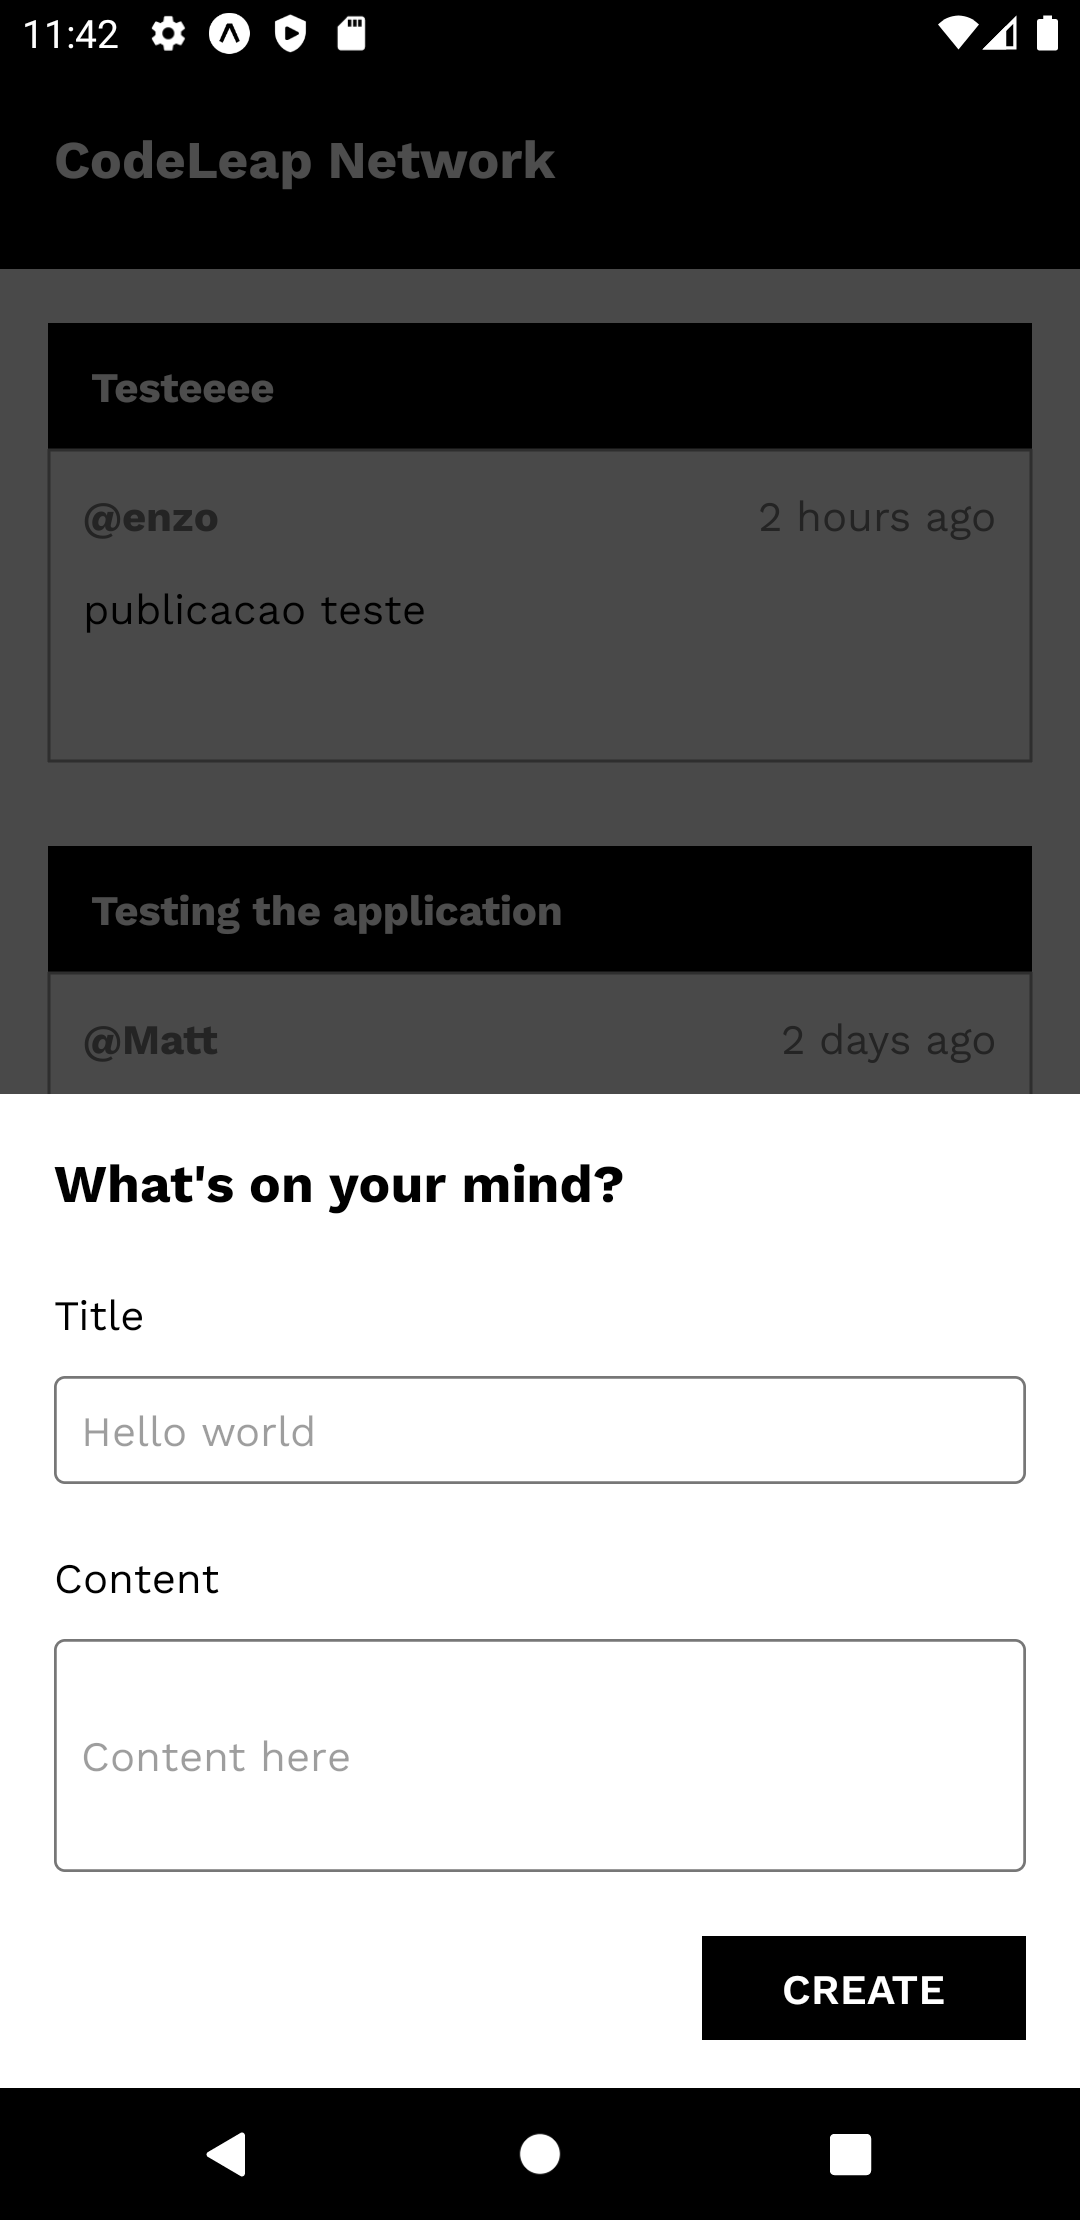 11:42
CodeLeap Network
Testeeee
@enzo 2 hours ago
publicacao teste
Testing the application
@Matt 2 days ago
What's on your mind?
Title
Hello world
Content
Content here
CREATE